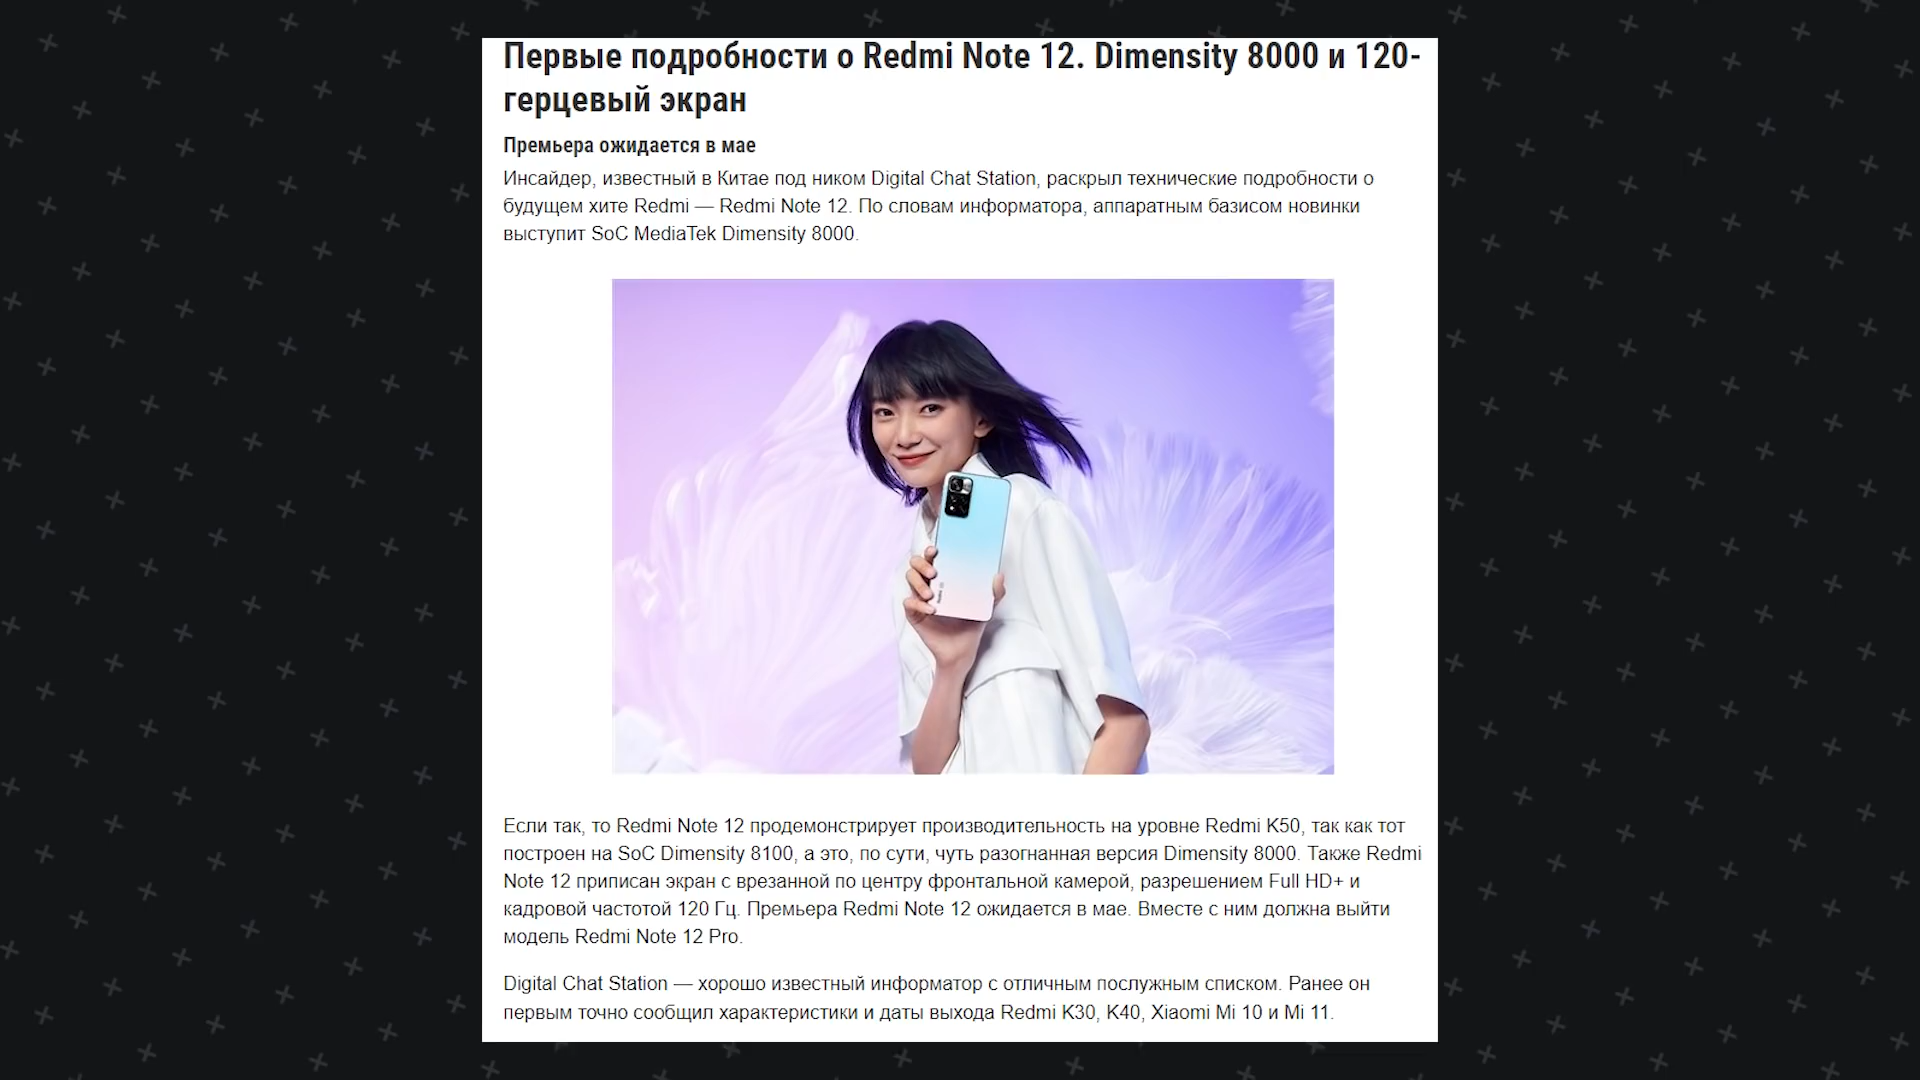 Первые подробности о Redmi Note 12. Dimensity 8000 и 120-
герцевый экран
Премьера ожидается в мае
Инсайдер, известный в Китае под ником Digital Chat Station, раскрыл технические подробности о
будущем хите Redmi — Redmi Note 12. По словам информатора, аппаратным базисом новинки
выступит SoC MediaTek Dimensity 8000.
Если так, то Redmi Note 12 продемонстрирует производительность на уровне Redmi K50, так как тот
построен на SoC Dimensity 8100, а это, по сути, чуть разогнанная версия Dimensity 8000. Также Redmi
Note 12 приписан экран с врезанной по центру фронтальной камерой, разрешением Full HD+ и
кадровой частотой 120 Гц. Премьера Redmi Note 12 ожидается в мае. Вместе с ним должна выйти
модель Redmi Note 12 Pro.
Digital Chat Station — хорошо известный информатор с отличным послужным списком. Ранее он
первым точно сообщил характеристики и даты выхода Redmi K30, K40, Xiaomi Mi 10 и Mi 11.